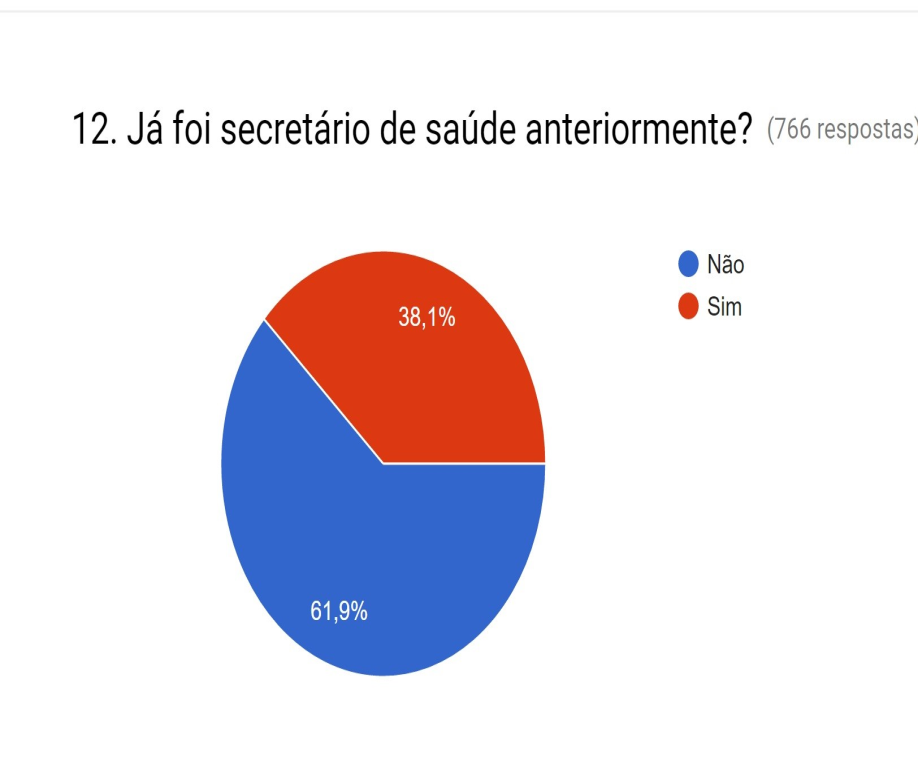 12. Já foi secretário de saúde anteriormente? (766 respostas)
Não
Sim
38,1%
61,9%